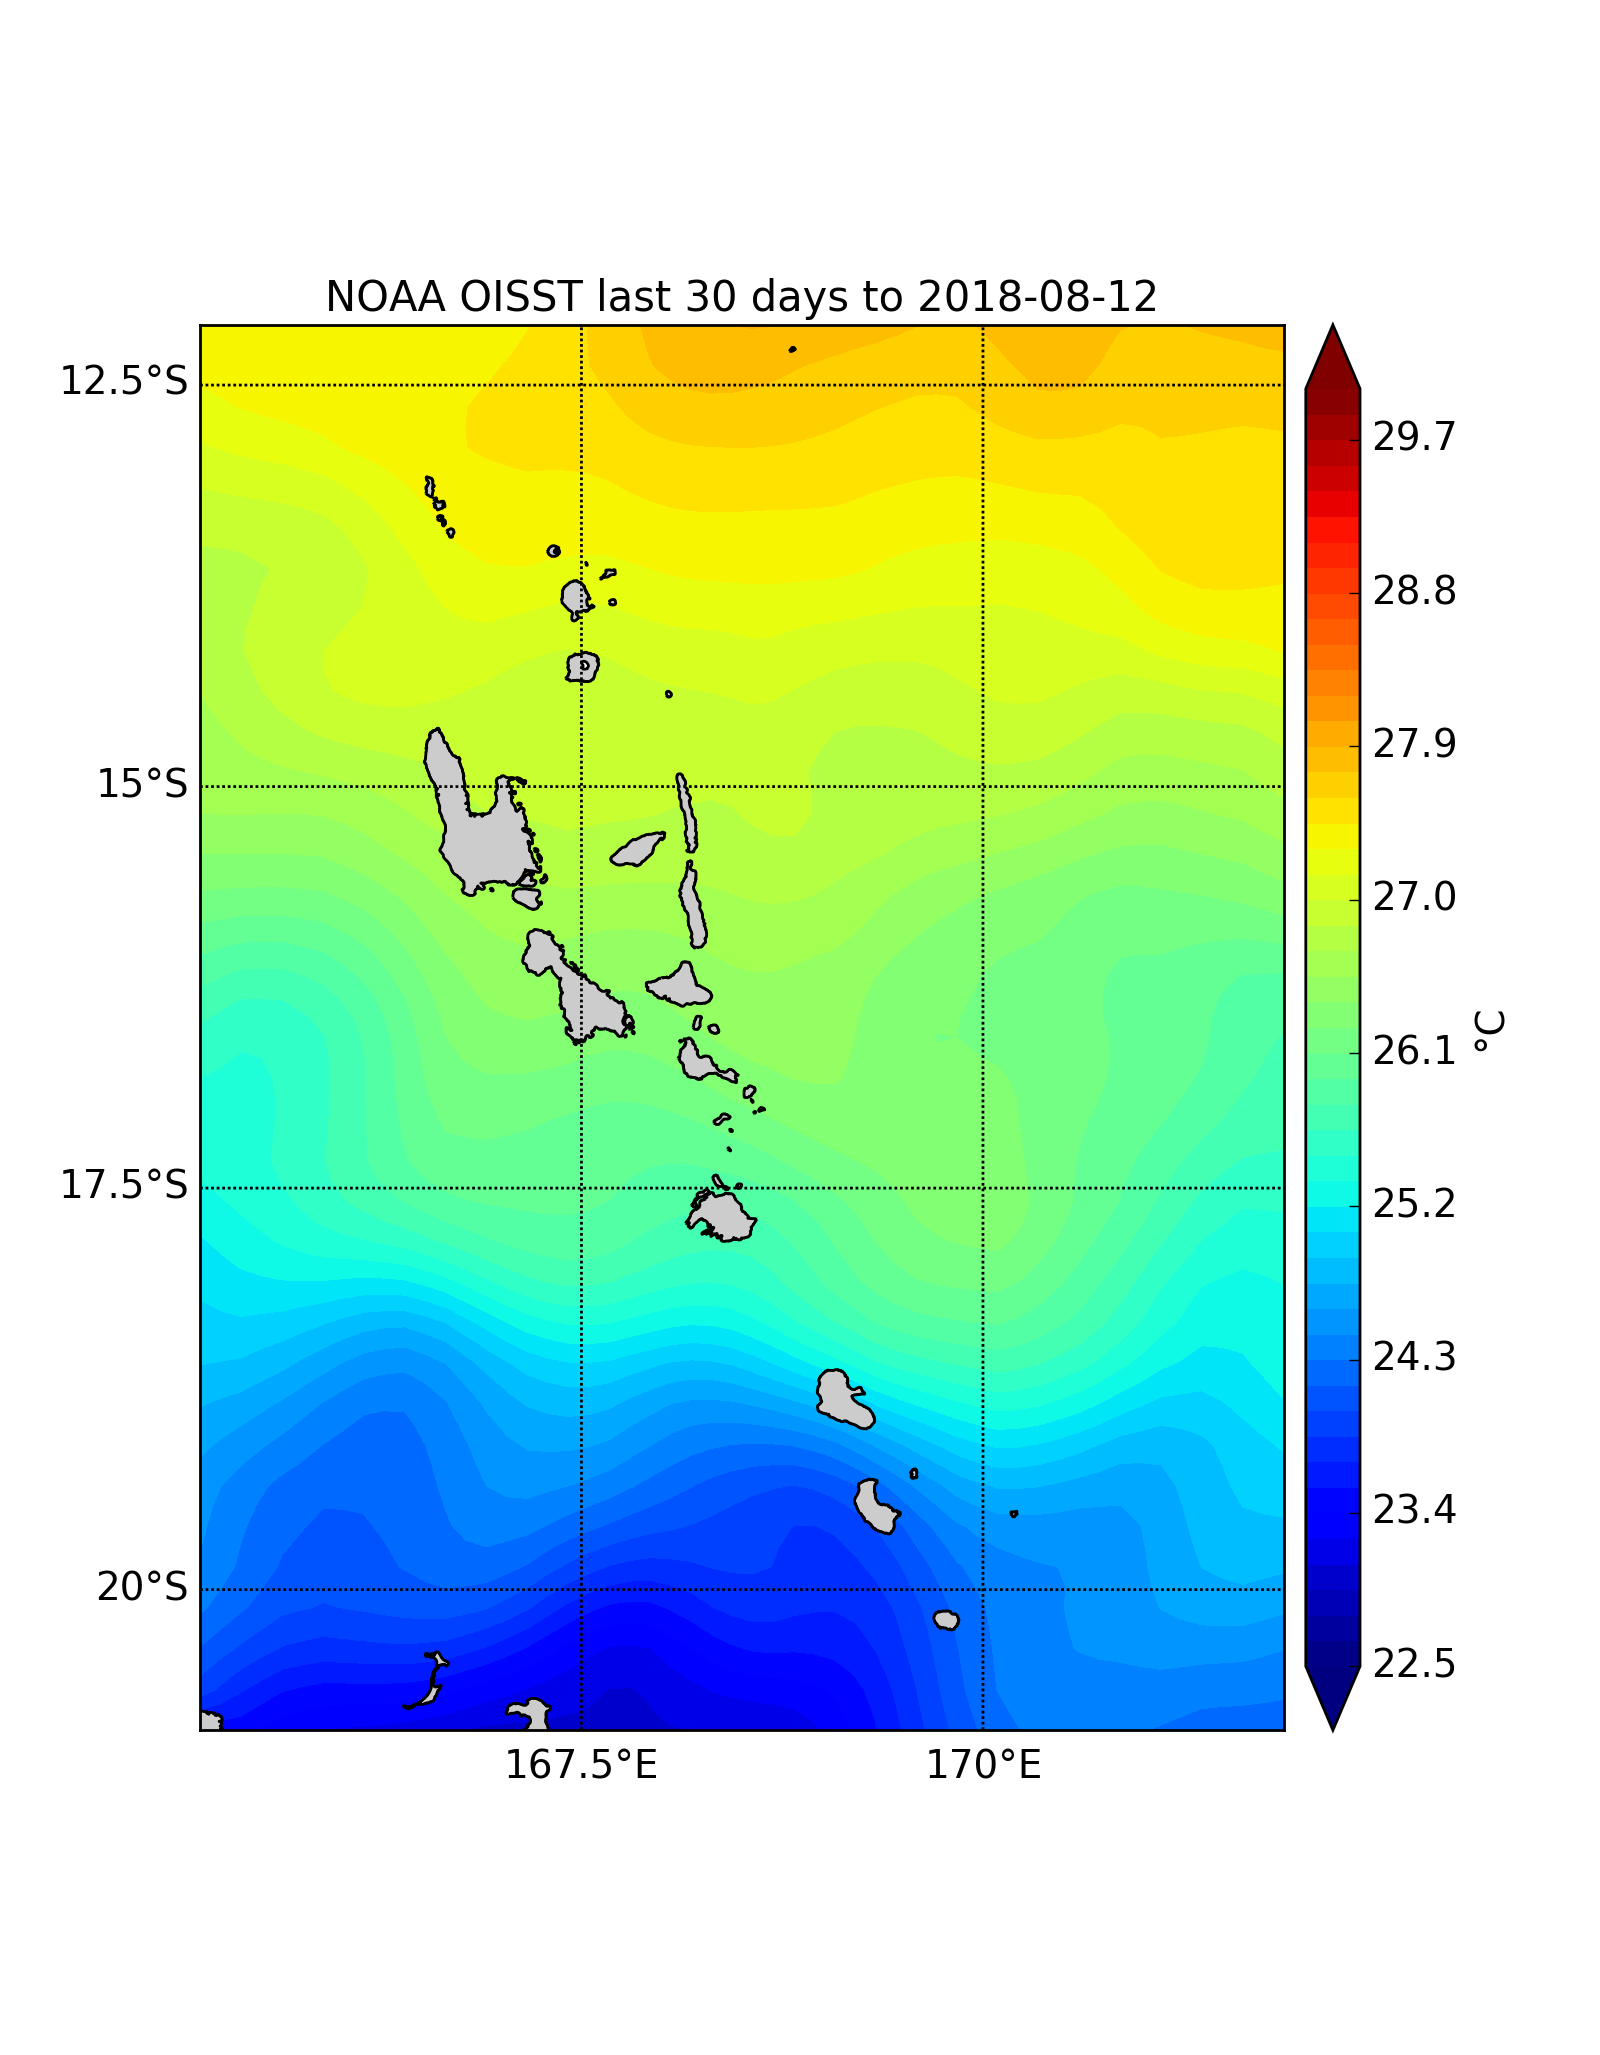 NOAA OISST last 30 days to 2018-08-12
12.5°S
15°S
17.5°S
20°S
167.5°E
170°E
29.7
28.8
27.9
27.0
26.1
25.2
24.3
23.4
22.5
°C